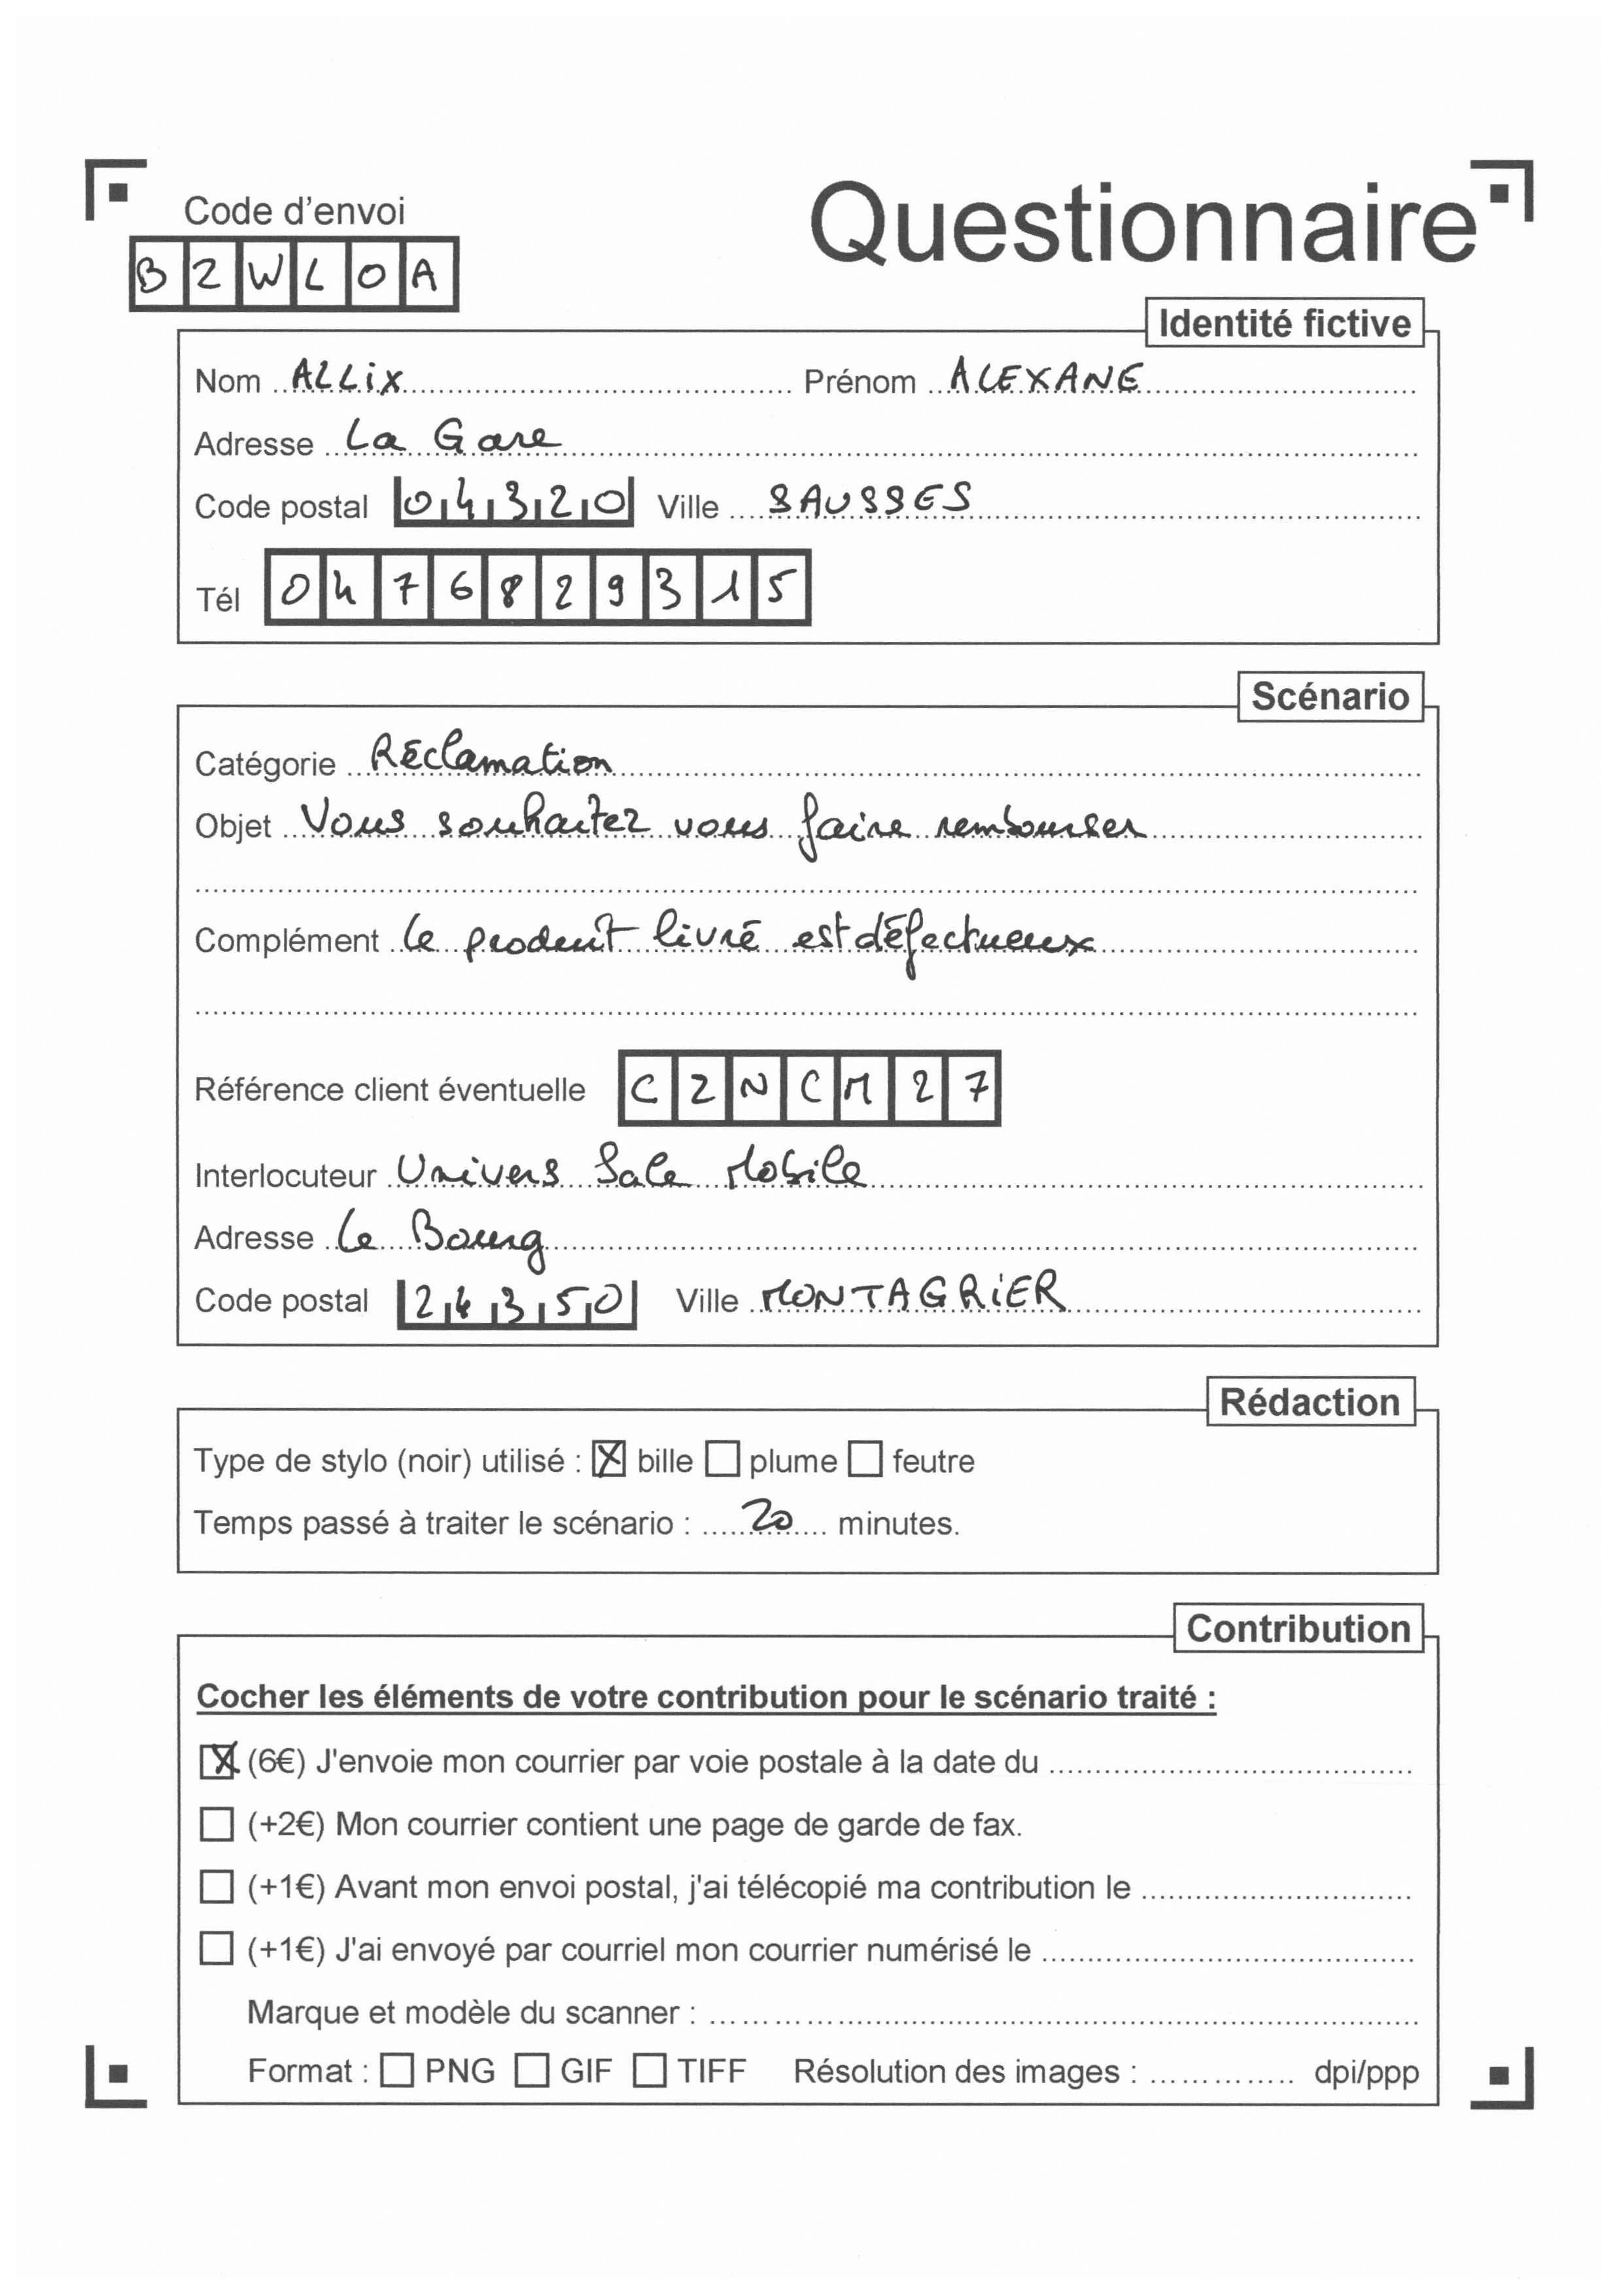 Code d'envoi
Questionnaire
B Z W L O A
Identité fictive
Nom ALLiX Prénom ALEXANE
Adresse La Gare
Code postal 04320 Ville SAUSSES
Tél 0476829315
Scénario
Catégorie Réclamation
Objet Vous souhaitez vous faire rembourser
Complément Le produit livré est défectueux
Référence client éventuelle CZNCM27
Interlocuteur Univers Sale Mobile
Adresse Le Bourg
Code postal 24350 Ville MONTAGRiER
Rédaction
Type de stylo (noir) utilisé : ☒ bille ☐ plume ☐ feutre
Temps passé à traiter le scénario : 20 minutes.
Contribution
Cocher les éléments de votre contribution pour le scénario traité :
☒ (6€) J'envoie mon courrier par voie postale à la date du
☐ (+2€) Mon courrier contient une page de garde de fax.
☐ (+1€) Avant mon envoi postal, j'ai télécopié ma contribution le
☐ (+1€) J'ai envoyé par courriel mon courrier numérisé le
Marque et modèle du scanner :
Format : ☐ PNG ☐ GIF ☐ TIFF Résolution des images : dpi/ppp